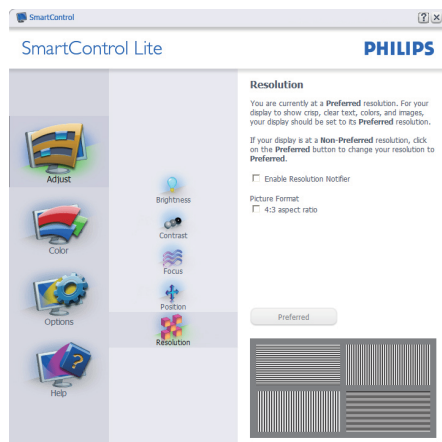 SmartControl
SmartControl Lite
PHILIPS
Adjust
Color
Options
Help
Brightness
Contrast
Focus
Position
Resolution
Resolution
You are currently at a Preferred resolution. For your
display to show crisp, clear text, colors, and images,
your display should be set to its Preferred resolution.
If your display is at a Non-Preferred resolution, click
on the Preferred button to change your resolution to
Preferred.
Enable Resolution Notifier
Picture Format
4:3 aspect ratio
Preferred